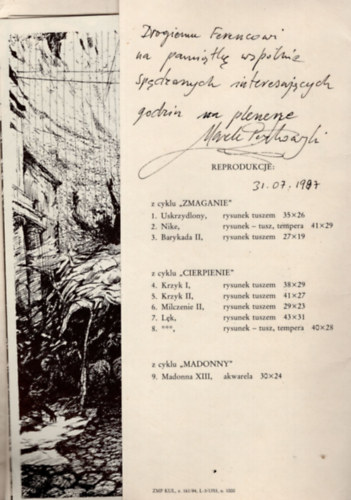 Drogiemu Ferencowi
na pamiątkę wspólnie
spędzonych interesujących
godzin na plenerze
Marek
REPRODUKCJE:
31.07.1987
z cyklu „ZMAGANIE”
1. Uskrzydlony, rysunek tuszem 35×26
2. Nike, rysunek – tusz, tempera 41×29
3. Barykada II, rysunek tuszem 27×19
z cyklu „CIERPIENIE”
4. Krzyk I, rysunek tuszem 38×29
5. Krzyk II, rysunek tuszem 41×27
6. Milczenie II, rysunek tuszem 29×23
7. Lęk, rysunek tuszem 43×31
8. ***, rysunek – tusz, tempera 40×28
z cyklu „MADONNY”
9. Madonna XIII, akwarela 30×24
ZMP KUL,